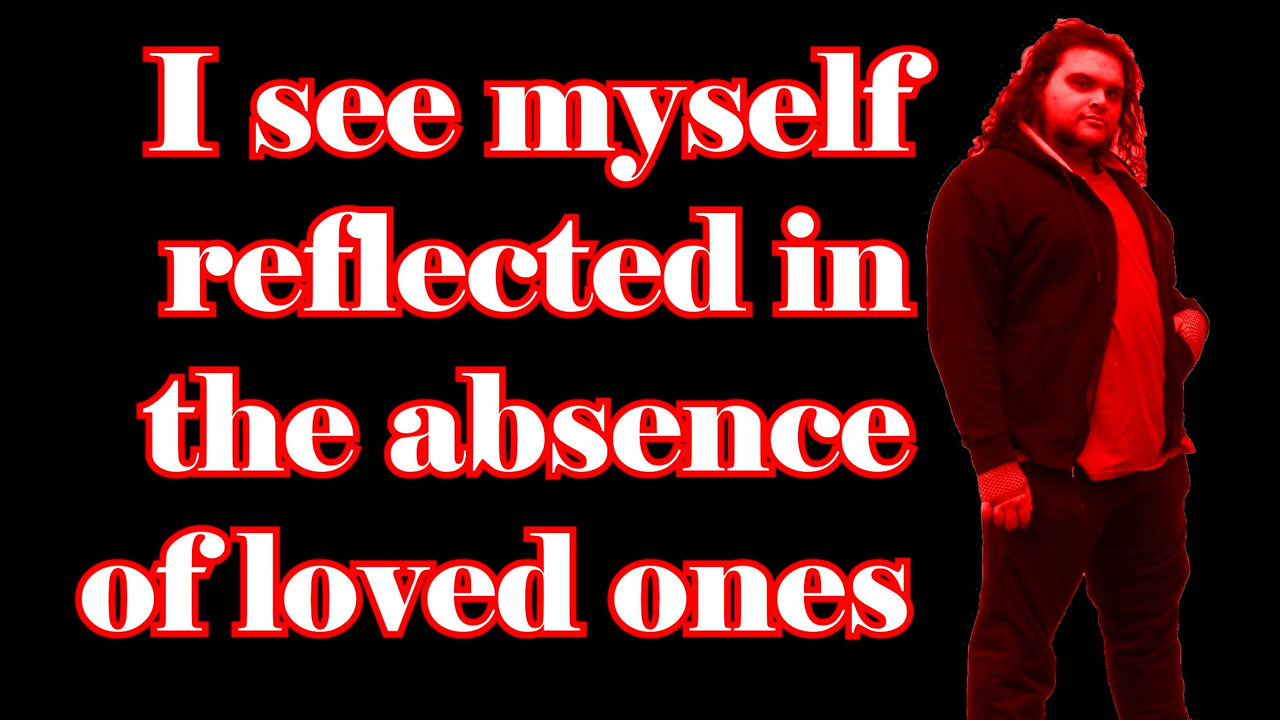 I see myself
reflected in
the absence
of loved ones